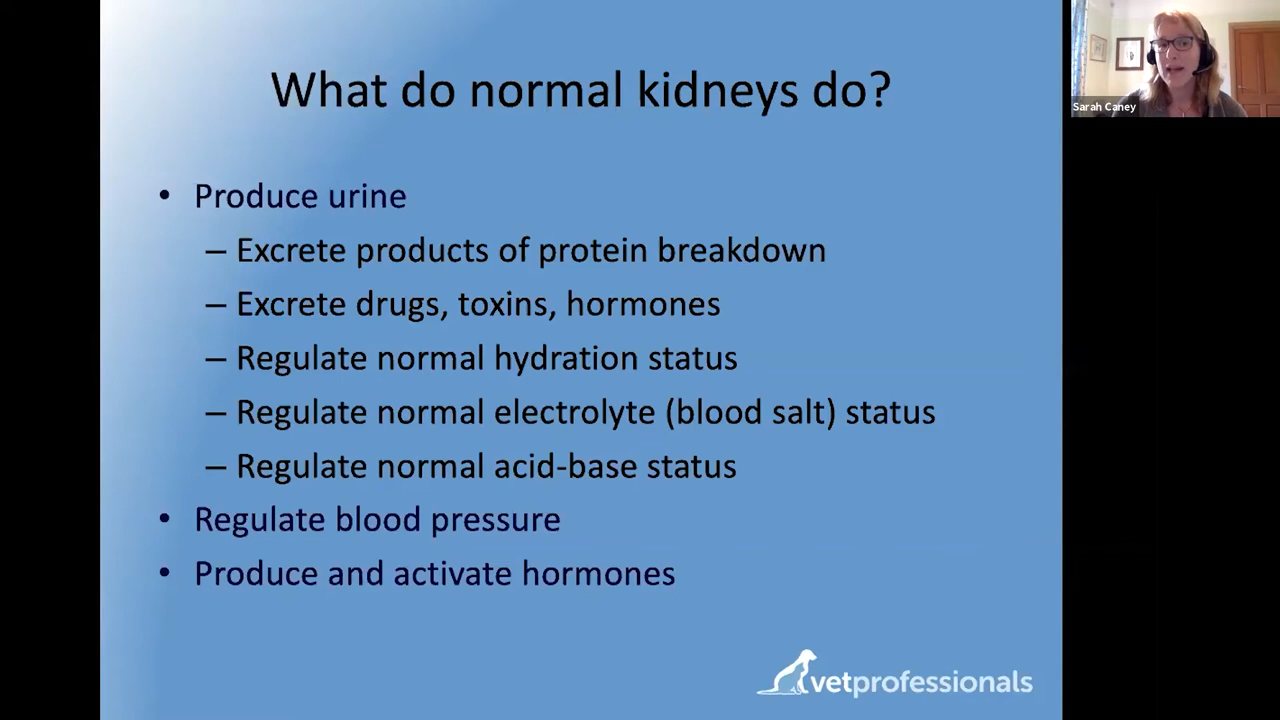 What do normal kidneys do?
Sarah Caney
• Produce urine
– Excrete products of protein breakdown
– Excrete drugs, toxins, hormones
– Regulate normal hydration status
– Regulate normal electrolyte (blood salt) status
– Regulate normal acid-base status
• Regulate blood pressure
• Produce and activate hormones
vetprofessionals